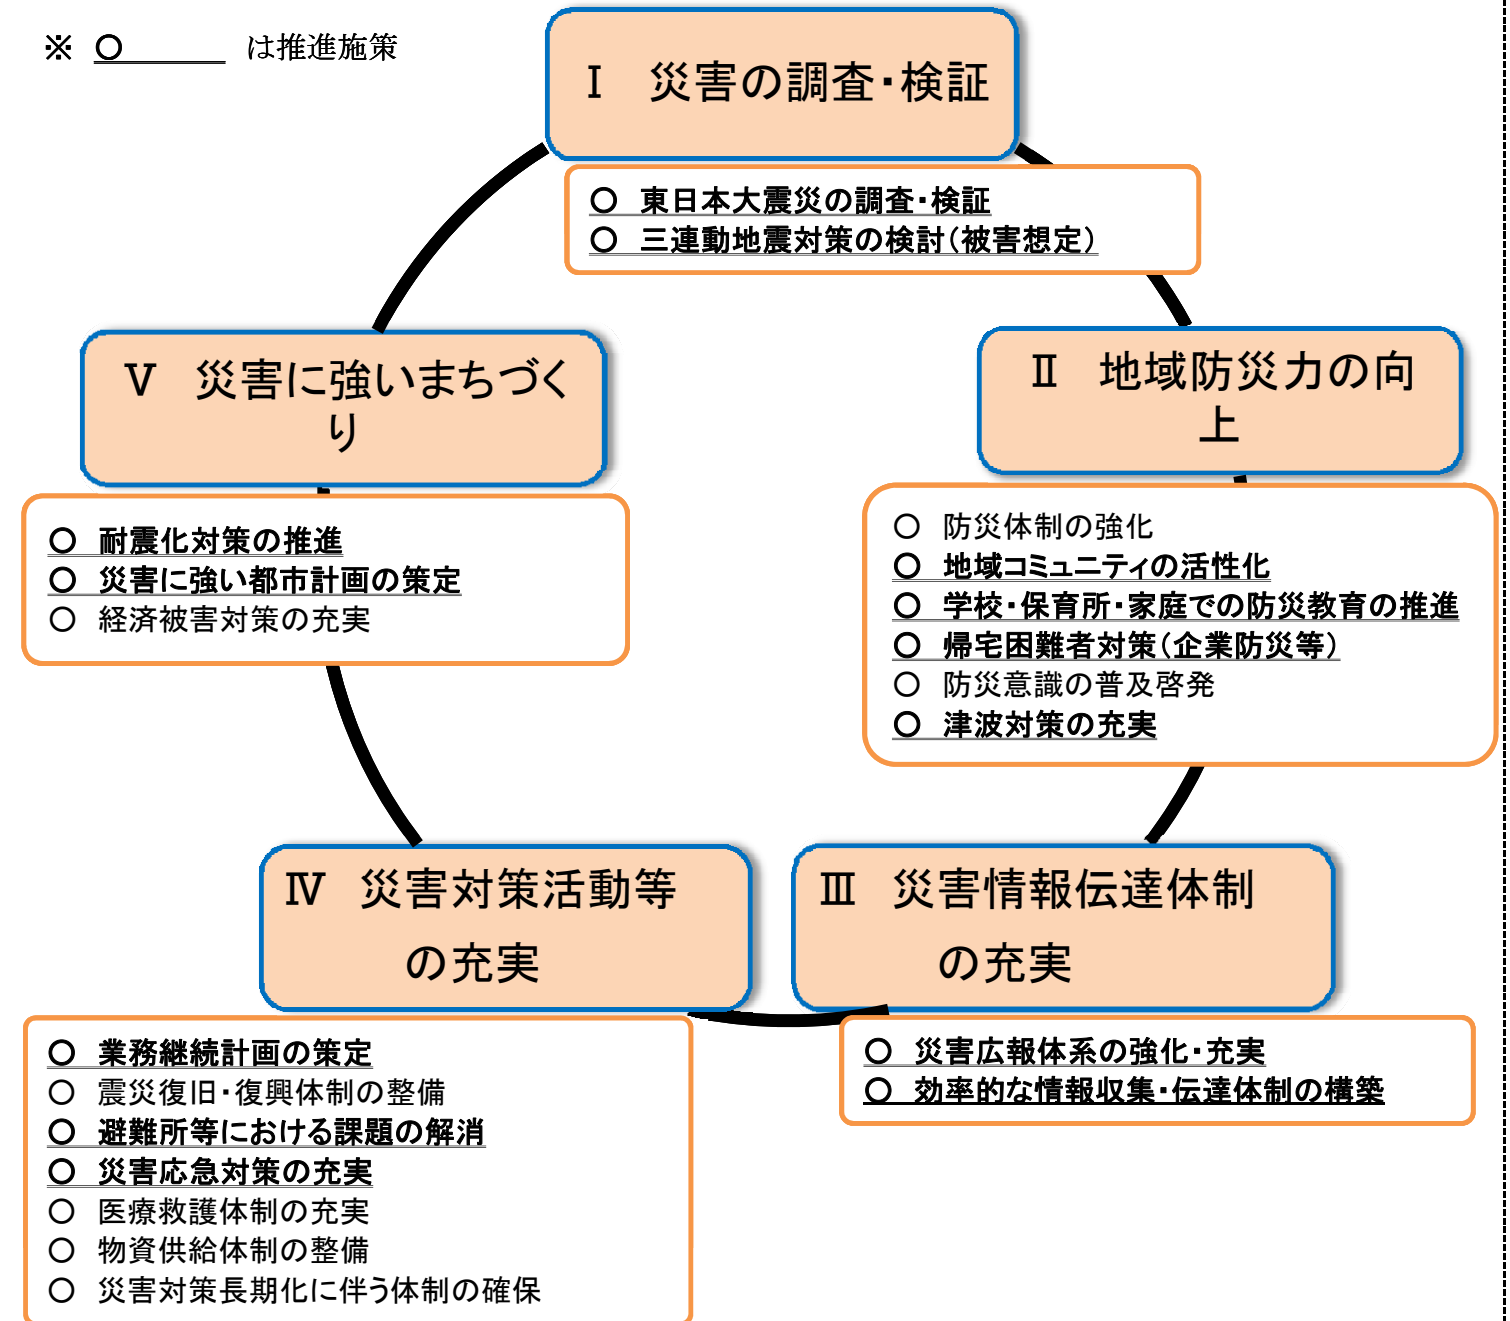 ※ ○　　　 は推進施策
Ⅰ　災害の調査・検証
○ 東日本大震災の調査・検証
○ 三連動地震対策の検討（被害想定）
Ⅱ　地域防災力の向
上
○ 防災体制の強化
○ 地域コミュニティの活性化
○ 学校・保育所・家庭での防災教育の推進
○ 帰宅困難者対策（企業防災等）
○ 防災意識の普及啓発
○ 津波対策の充実
Ⅲ　災害情報伝達体制
の充実
○ 災害広報体系の強化・充実
○ 効率的な情報収集・伝達体制の構築
Ⅳ　災害対策活動等
の充実
○ 業務継続計画の策定
○ 震災復旧・復興体制の整備
○ 避難所等における課題の解消
○ 災害応急対策の充実
○ 医療救護体制の充実
○ 物資供給体制の整備
○ 災害対策長期化に伴う体制の確保
Ⅴ　災害に強いまちづく
り
○ 耐震化対策の推進
○ 災害に強い都市計画の策定
○ 経済被害対策の充実